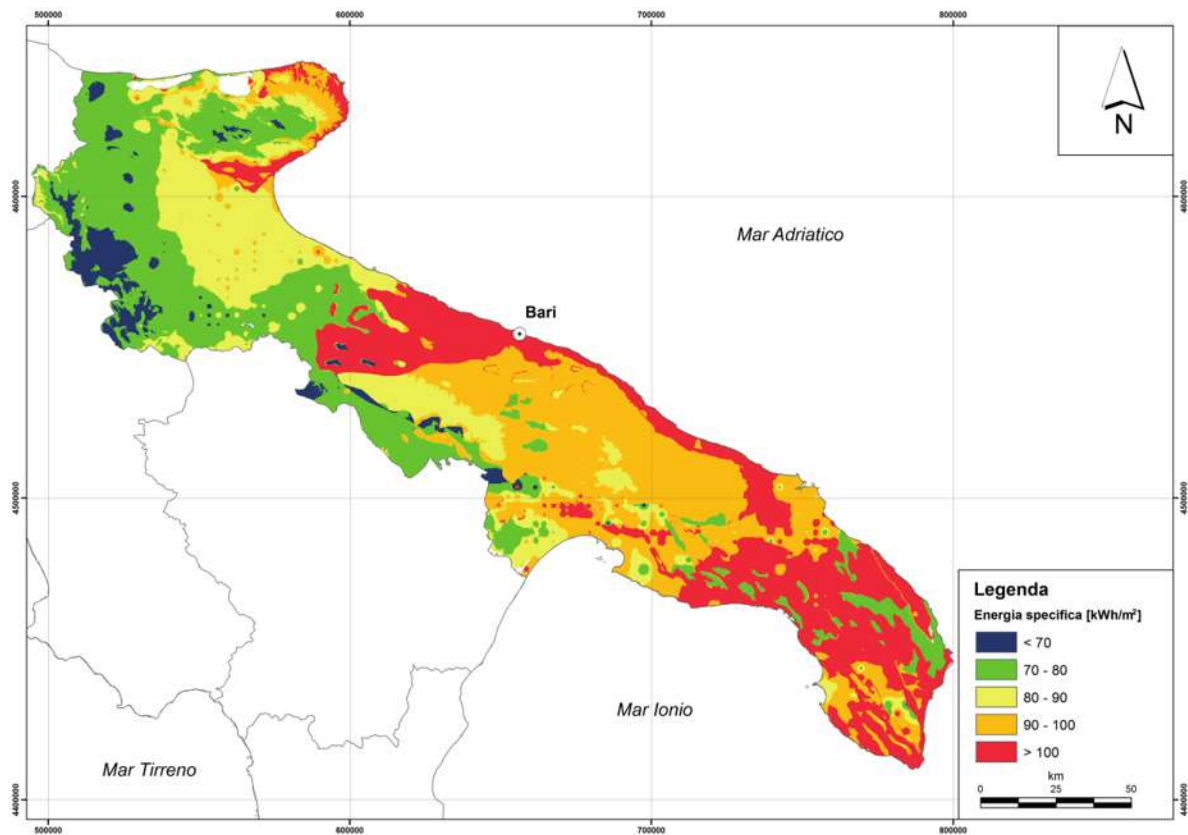 500000
600000
700000
800000
N
4600000
4600000
Mar Adriatico
Bari
4500000
4500000
Legenda
Energia specifica [kWh/m²]
< 70
70 - 80
80 - 90
90 - 100
> 100
Mar Ionio
Mar Tirreno
km
0 25 50
4400000
4400000
500000
600000
700000
800000